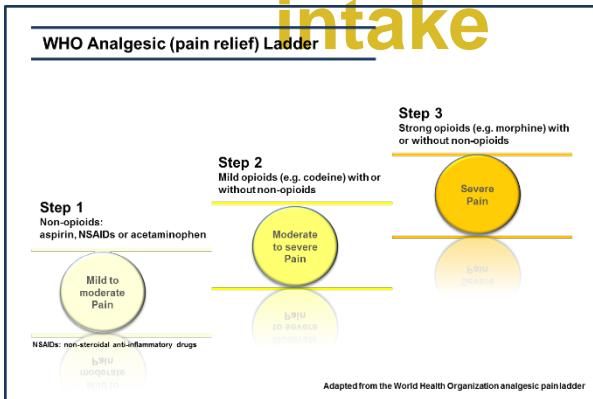 intake
WHO Analgesic (pain relief) Ladder
Step 3
Strong opioids (e.g. morphine) with
or without non-opioids
Severe
Pain
Step 2
Mild opioids (e.g. codeine) with or
without non-opioids
Moderate
to severe
Pain
Step 1
Non-opioids:
aspirin, NSAIDs or acetaminophen
Mild to
moderate
Pain
NSAIDs: non-steroidal anti-inflammatory drugs
Adapted from the World Health Organization analgesic pain ladder